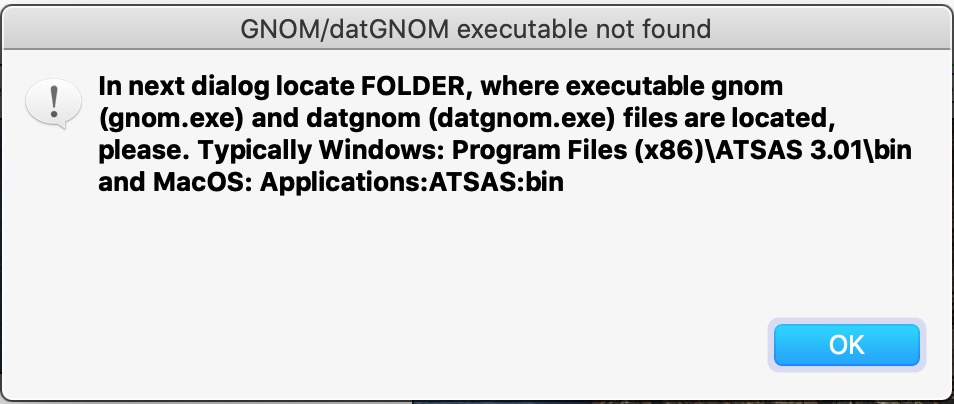 GNOM/datGNOM executable not found
In next dialog locate FOLDER, where executable gnom
(gnom.exe) and datgnom (datgnom.exe) files are located,
please. Typically Windows: Program Files (x86)\ATSAS 3.01\bin
and MacOS: Applications:ATSAS:bin
OK